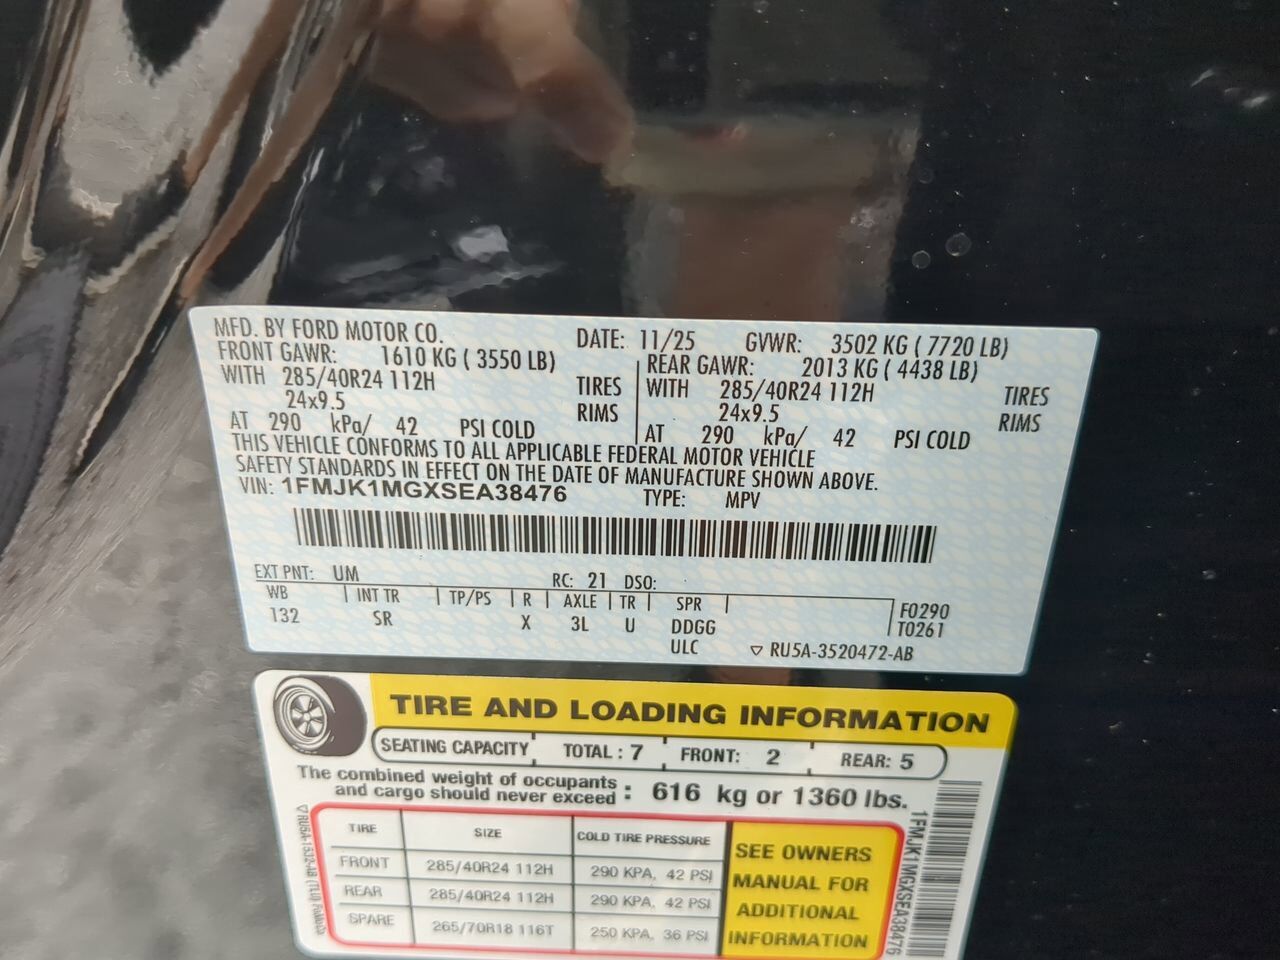 MFD. BY FORD MOTOR CO. DATE: 11/25 GVWR: 3502 KG ( 7720 LB)
FRONT GAWR: 1610 KG ( 3550 LB) REAR GAWR: 2013 KG ( 4438 LB)
WITH 285/40R24 112H TIRES WITH 285/40R24 112H TIRES
24x9.5 RIMS 24x9.5 RIMS
AT 290 kPa/ 42 PSI COLD AT 290 kPa/ 42 PSI COLD
THIS VEHICLE CONFORMS TO ALL APPLICABLE FEDERAL MOTOR VEHICLE
SAFETY STANDARDS IN EFFECT ON THE DATE OF MANUFACTURE SHOWN ABOVE.
VIN: 1FMJK1MGXSEA38476 TYPE: MPV
EXT PNT: UM RC: 21 DSO:
WB INT TR TP/PS R AXLE TR SPR F0290
132 SR X 3L U DDGG T0261
ULC ▽ RU5A-3520472-AB
TIRE AND LOADING INFORMATION
SEATING CAPACITY TOTAL : 7 FRONT: 2 REAR: 5
The combined weight of occupants
and cargo should never exceed : 616 kg or 1360 lbs.
TIRE SIZE COLD TIRE PRESSURE
FRONT 285/40R24 112H 290 KPA, 42 PSI
REAR 285/40R24 112H 290 KPA, 42 PSI
SPARE 265/70R18 116T 250 KPA, 36 PSI
SEE OWNERS
MANUAL FOR
ADDITIONAL
INFORMATION
1FMJK1MGXSEA38476